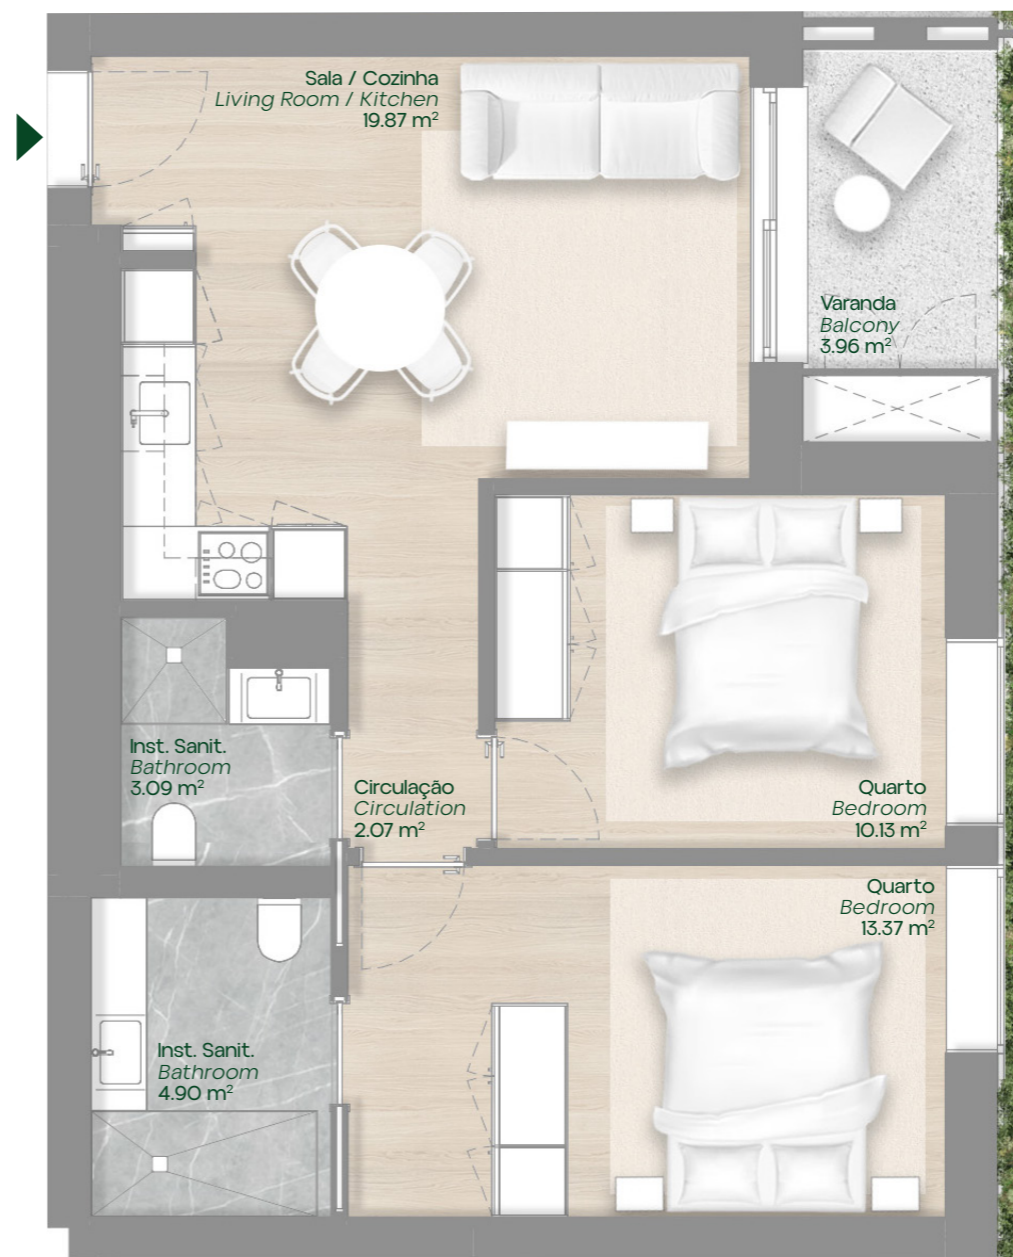 Sala / Cozinha
Living Room / Kitchen
19.87 m²
Varanda
Balcony
3.96 m²
Inst. Sanit.
Bathroom
3.09 m²
Circulação
Circulation
2.07 m²
Quarto
Bedroom
10.13 m²
Quarto
Bedroom
13.37 m²
Inst. Sanit.
Bathroom
4.90 m²